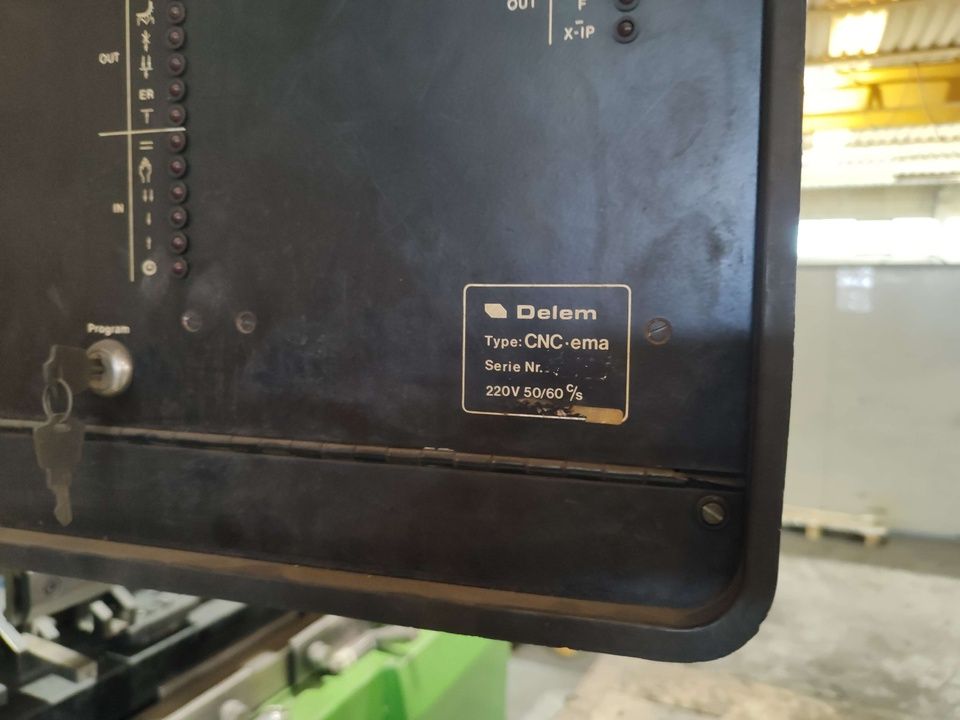 OUT
ER
IN
OUT
F
X-IP
Program
Delem
Type: CNC·ema
Serie Nr.
220V 50/60 c/s